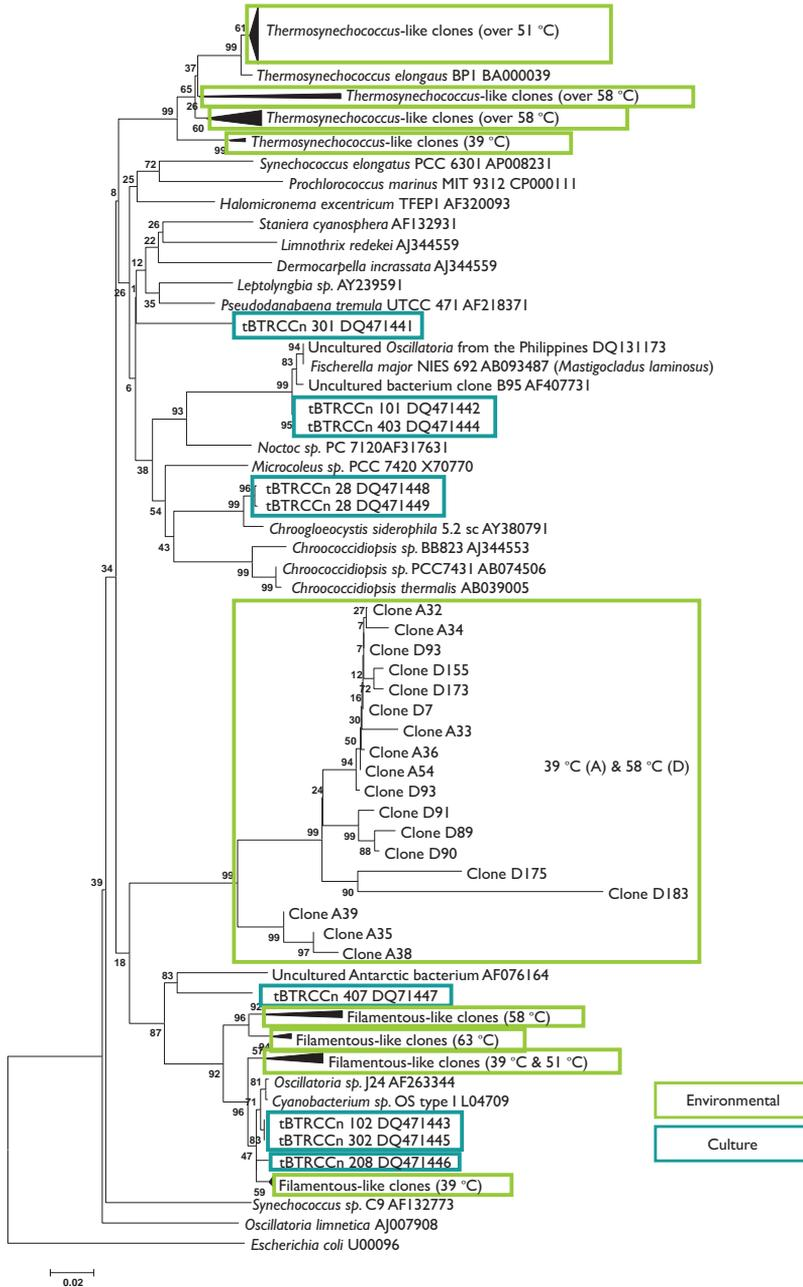 61
Thermosynechococcus-like clones (over 51 °C)
99
37
Thermosynechococcus elongaus BP1 BA000039
65
Thermosynechococcus-like clones (over 58 °C)
26
99
Thermosynechococcus-like clones (over 58 °C)
60
Thermosynechococcus-like clones (39 °C)
99
72
Synechococcus elongatus PCC 6301 AP008231
25
Prochlorococcus marinus MIT 9312 CP000111
8
Halomicronema excentricum TFEP1 AF320093
26
Staniera cyanosphera AF132931
22
Limnothrix redekei AJ344559
12
Dermocarpella incrassata AJ344559
26
1
Leptolyngbia sp. AY239591
35
Pseudodanabaena tremula UTCC 471 AF218371
tBTRCCn 301 DQ471441
94
Uncultured Oscillatoria from the Philippines DQ131173
83
Fischerella major NIES 692 AB093487 (Mastigocladus laminosus)
6
99
Uncultured bacterium clone B95 AF407731
93
tBTRCCn 101 DQ471442
95
tBTRCCn 403 DQ471444
Noctoc sp. PC 7120AF317631
38
Microcoleus sp. PCC 7420 X70770
96
tBTRCCn 28 DQ471448
54
99
tBTRCCn 28 DQ471449
Chroogloeocystis siderophila 5.2 sc AY380791
43
Chroococcidiopsis sp. BB823 AJ344553
34
99
Chroococcidiopsis sp. PCC7431 AB074506
99
Chroococcidiopsis thermalis AB039005
27
Clone A32
7
Clone A34
7
Clone D93
12
Clone D155
72
Clone D173
16
Clone D7
30
Clone A33
50
Clone A36
94
Clone A54
39 °C (A) & 58 °C (D)
24
Clone D93
Clone D91
99
99
Clone D89
88
Clone D90
99
Clone D175
39
90
Clone D183
Clone A39
99
Clone A35
97
Clone A38
18
83
Uncultured Antarctic bacterium AF076164
tBTRCCn 407 DQ71447
92
87
96
Filamentous-like clones (58 °C)
94
Filamentous-like clones (63 °C)
57
92
Filamentous-like clones (39 °C & 51 °C)
81
Oscillatoria sp. J24 AF263344
71
Cyanobacterium sp. OS type I L04709
96
tBTRCCn 102 DQ471443
83
tBTRCCn 302 DQ471445
47
tBTRCCn 208 DQ471446
59
Filamentous-like clones (39 °C)
Synechococcus sp. C9 AF132773
Oscillatoria limnetica AJ007908
Escherichia coli U00096
Environmental
Culture
0.02